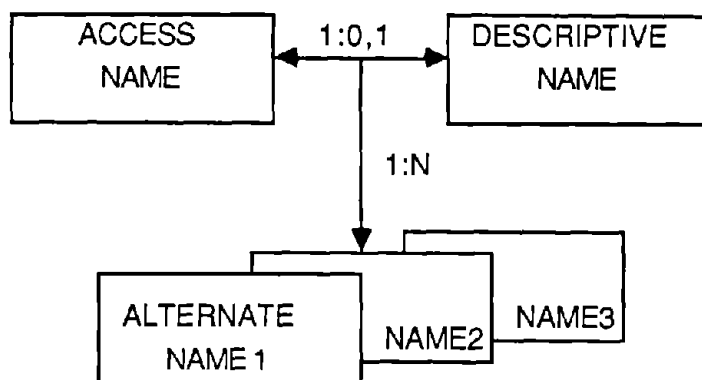 ACCESS
NAME
1:0,1
DESCRIPTIVE
NAME
1:N
ALTERNATE
NAME 1
NAME2
NAME3